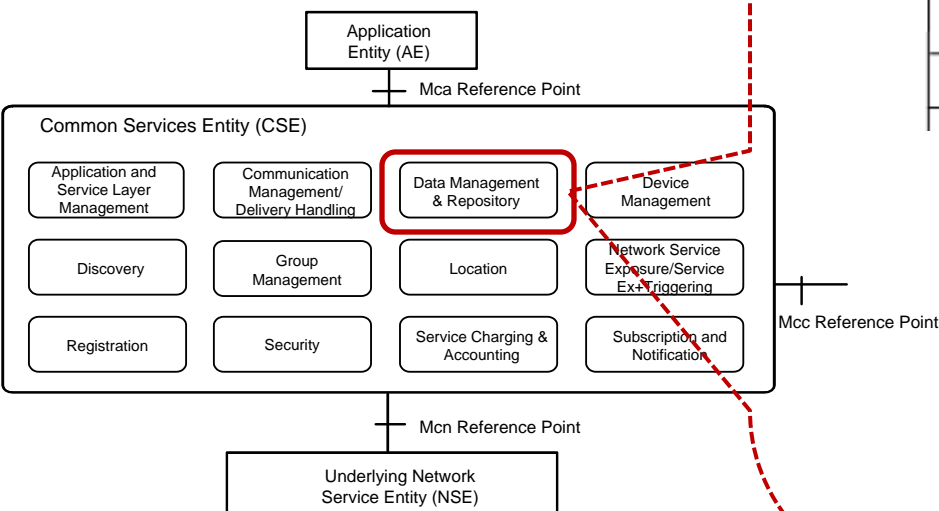 Application
Entity (AE)
Mca Reference Point
Common Services Entity (CSE)
Application and
Service Layer
Management
Communication
Management/
Delivery Handling
Data Management
& Repository
Device
Management
Discovery
Group
Management
Location
Network Service
Exposure/Service
Ex+Triggering
Registration
Security
Service Charging &
Accounting
Subscription and
Notification
Mcc Reference Point
Mcn Reference Point
Underlying Network
Service Entity (NSE)